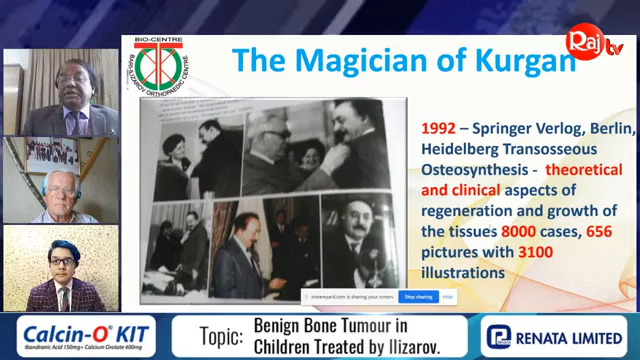 BIO-CENTRE
BARI-ILIZAROV ORTHOPAEDIC CENTRE
The Magician of Kurgan
Raj tv
1992 – Springer Verlog, Berlin,
Heidelberg Transosseous
Osteosynthesis - theoretical
and clinical aspects of
regeneration and growth of
the tissues 8000 cases, 656
pictures with 3100
illustrations
streamyard.com is sharing your screen.
Stop sharing
Hide
Calcin-O® KIT
Ibandronic Acid 150mg + Calcium Orotate 400mg
Topic:
Benign Bone Tumour in
Children Treated by Ilizarov.
RENATA LIMITED